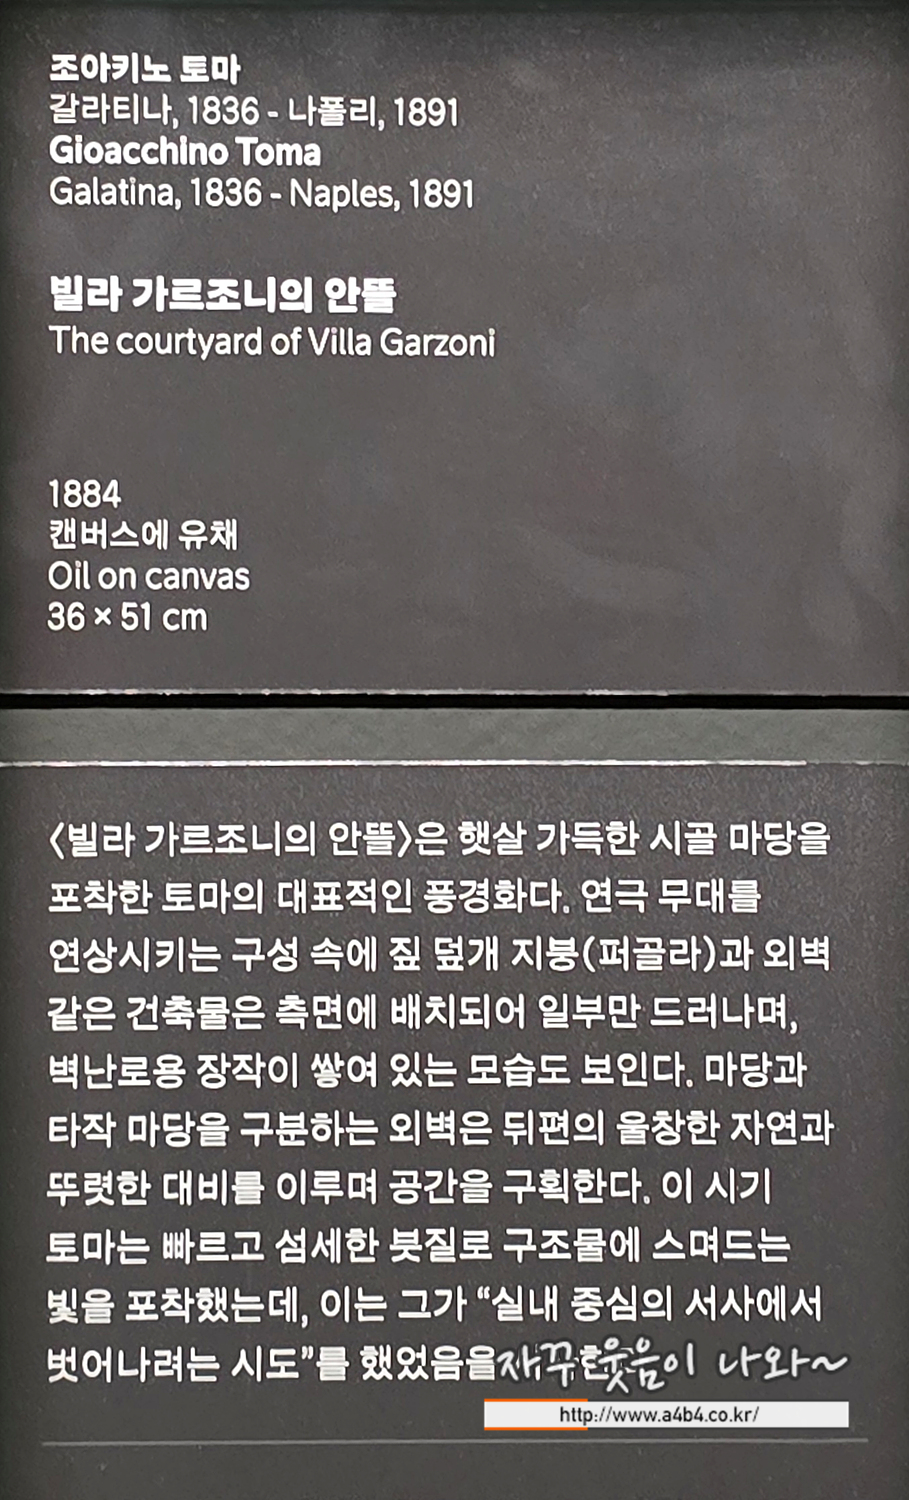 조아키노 토마
갈라티나, 1836 - 나폴리, 1891
Gioacchino Toma
Galatina, 1836 - Naples, 1891
빌라 가르조니의 안뜰
The courtyard of Villa Garzoni
1884
캔버스에 유채
Oil on canvas
36 × 51 cm
〈빌라 가르조니의 안뜰〉은 햇살 가득한 시골 마당을
포착한 토마의 대표적인 풍경화다. 연극 무대를
연상시키는 구성 속에 짚 덮개 지붕(퍼골라)과 외벽
같은 건축물은 측면에 배치되어 일부만 드러나며,
벽난로용 장작이 쌓여 있는 모습도 보인다. 마당과
타작 마당을 구분하는 외벽은 뒤편의 울창한 자연과
뚜렷한 대비를 이루며 공간을 구획한다. 이 시기
토마는 빠르고 섬세한 붓질로 구조물에 스며드는
빛을 포착했는데, 이는 그가 “실내 중심의 서사에서
벗어나려는 시도”를 했었음을
자꾸 웃음이 나와~
http://www.a4b4.co.kr/